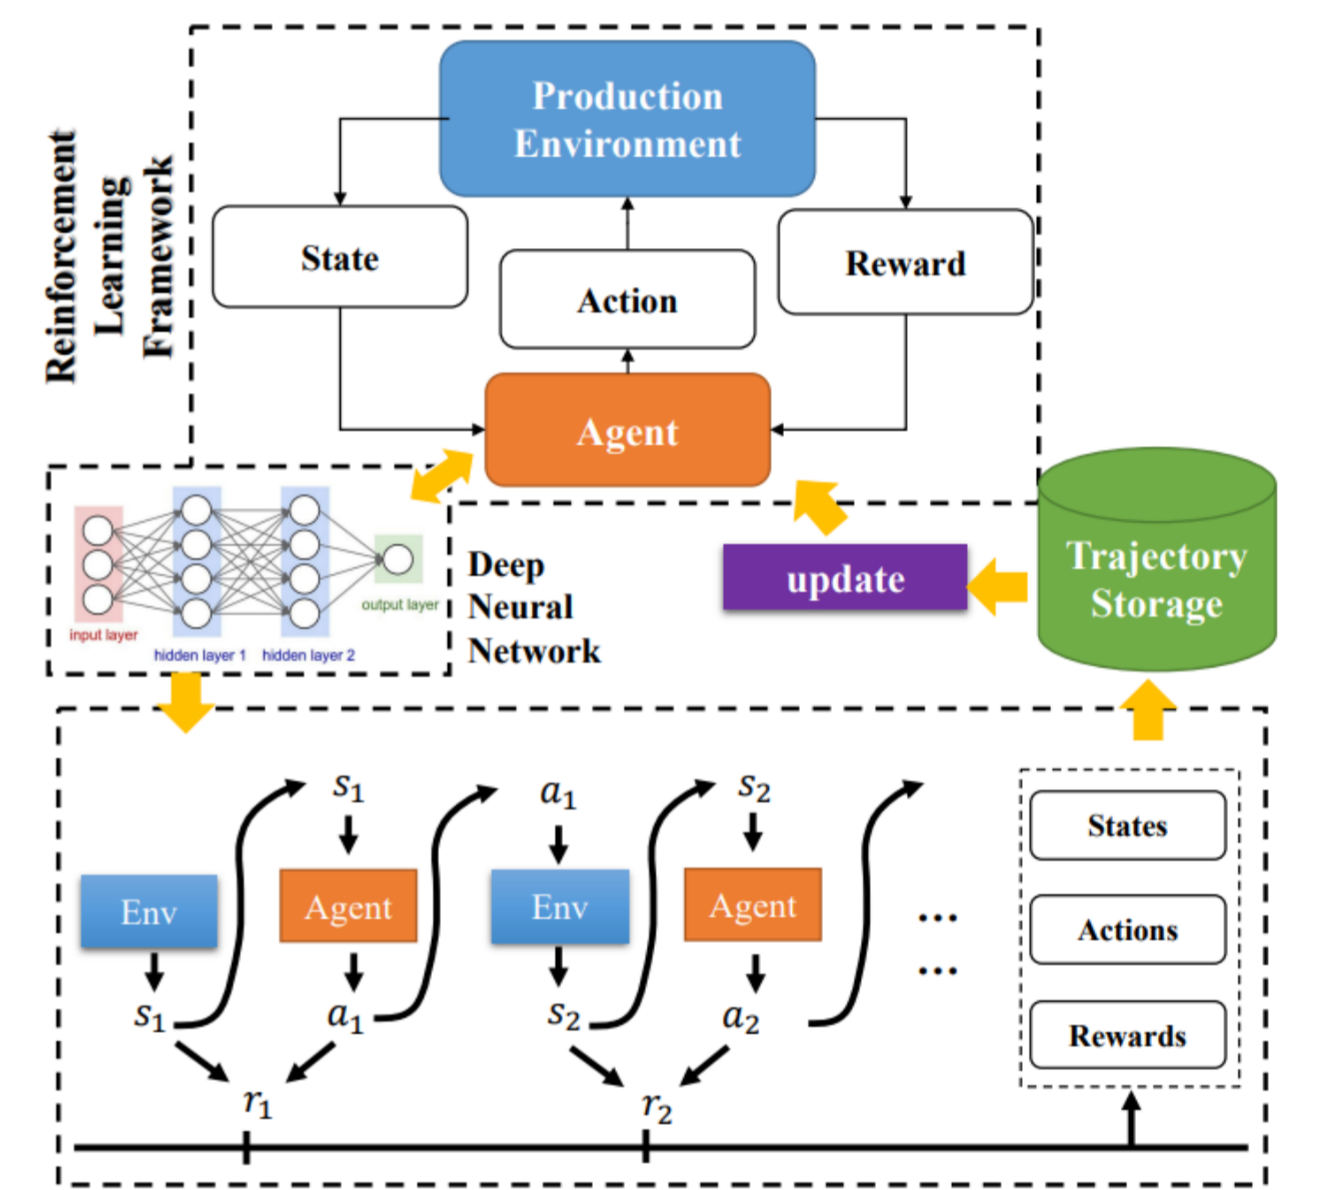 Reinforcement
Learning
Framework
Production
Environment
State
Action
Reward
Agent
input layer
hidden layer 1
hidden layer 2
output layer
Deep
Neural
Network
update
Trajectory
Storage
s₁
a₁
s₂
Env
Agent
Env
Agent
...
...
s₁
a₁
s₂
a₂
r₁
r₂
States
Actions
Rewards